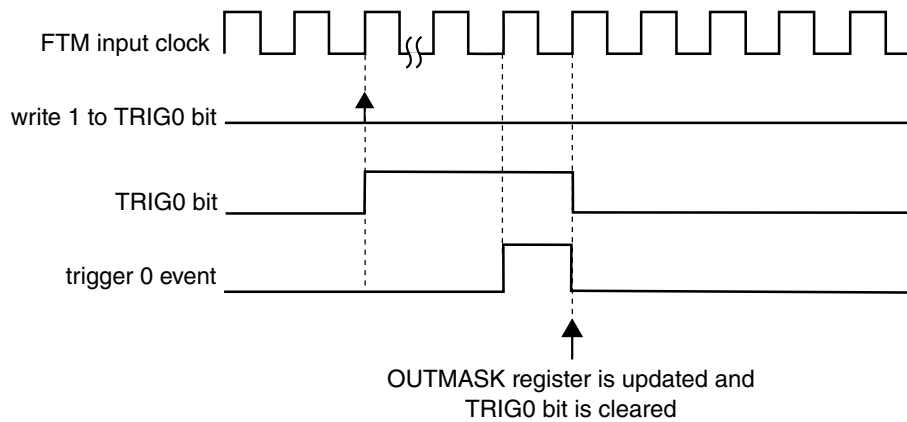 FTM input clock
write 1 to TRIG0 bit
TRIG0 bit
trigger 0 event
OUTMASK register is updated and
TRIG0 bit is cleared